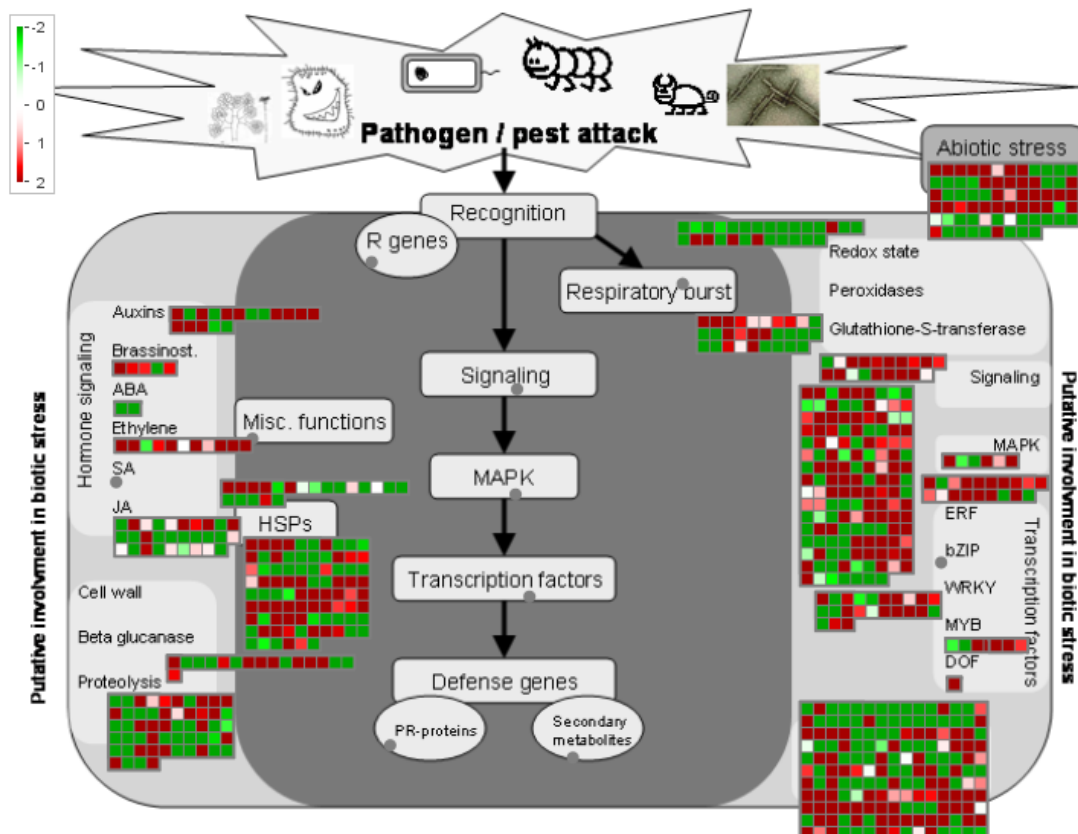 -2
-1
0
1
2
Pathogen / pest attack
Abiotic stress
Recognition
R genes
Respiratory burst
Redox state
Peroxidases
Glutathione-S-transferase
Auxins
Brassinost.
ABA
Ethylene
SA
JA
Hormone signaling
Misc. functions
Signaling
Signaling
MAPK
MAPK
HSPs
ERF
bZIP
WRKY
MYB
DOF
Transcription factors
Transcription factors
Cell wall
Beta glucanase
Proteolysis
Defense genes
PR-proteins
Secondary
metabolites
Putative involvment in biotic stress
Putative involvment in biotic stress